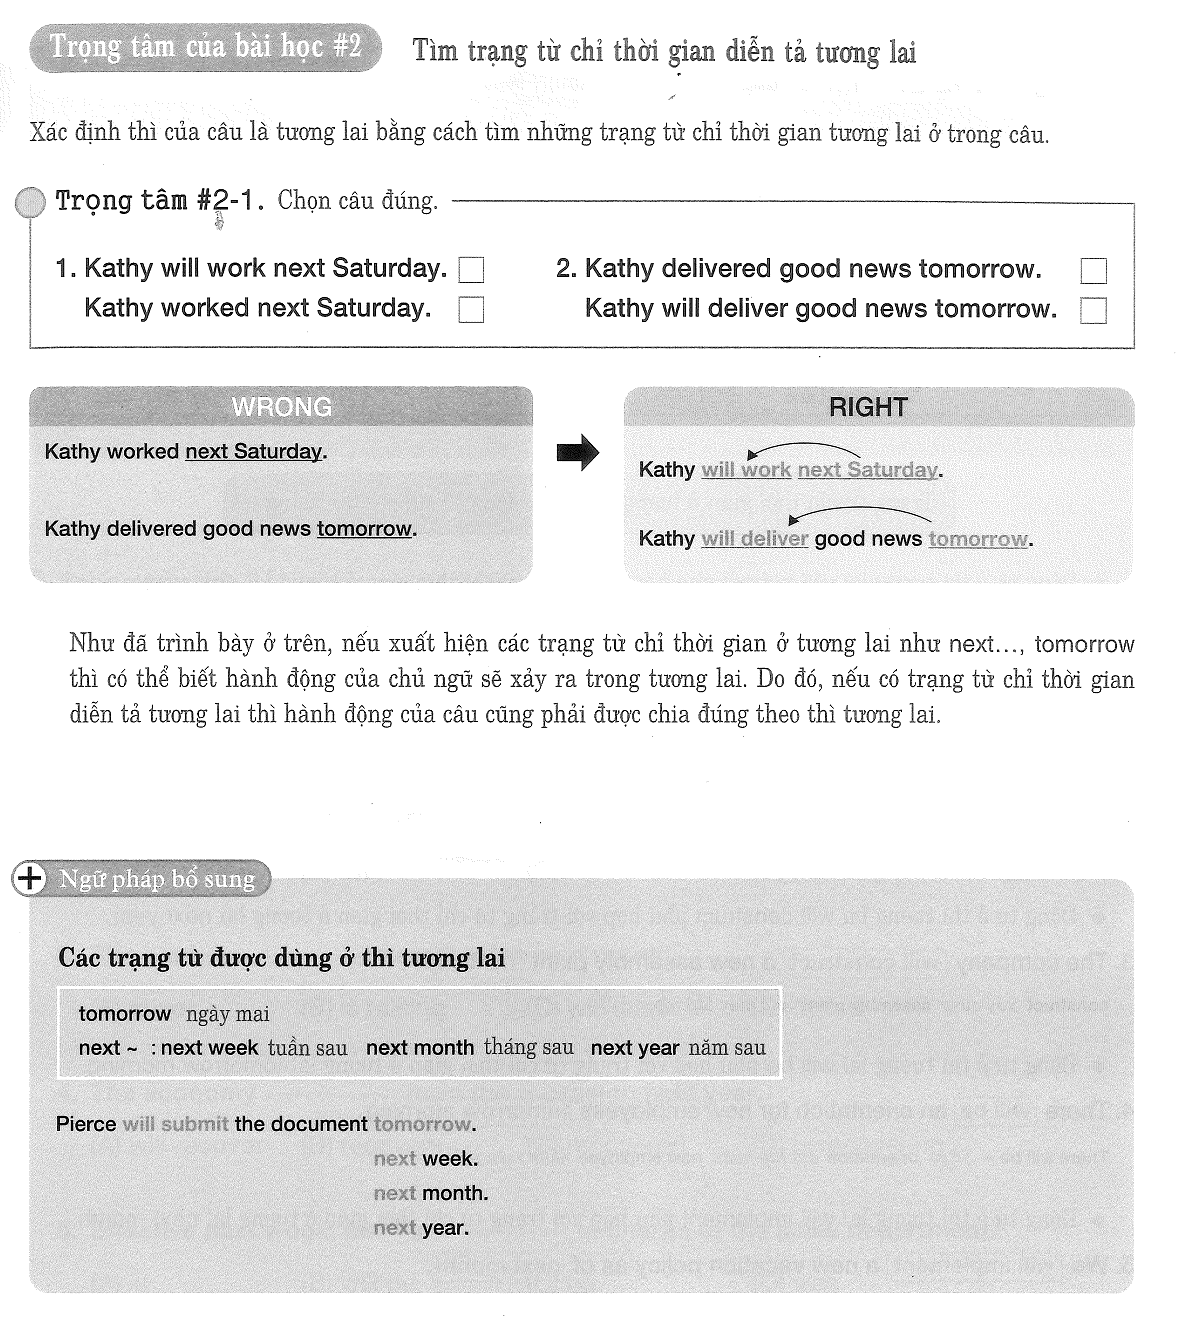 Trọng tâm của bài học #2 Tìm trạng từ chỉ thời gian diễn tả tương lai
Xác định thì của câu là tương lai bằng cách tìm những trạng từ chỉ thời gian tương lai ở trong câu.
Trọng tâm #2-1. Chọn câu đúng.
1. Kathy will work next Saturday.
Kathy worked next Saturday.
2. Kathy delivered good news tomorrow.
Kathy will deliver good news tomorrow.
WRONG
Kathy worked next Saturday.
Kathy delivered good news tomorrow.
RIGHT
Kathy will work next Saturday.
Kathy will deliver good news tomorrow.
Như đã trình bày ở trên, nếu xuất hiện các trạng từ chỉ thời gian ở tương lai như next..., tomorrow
thì có thể biết hành động của chủ ngữ sẽ xảy ra trong tương lai. Do đó, nếu có trạng từ chỉ thời gian
diễn tả tương lai thì hành động của câu cũng phải được chia đúng theo thì tương lai.
Ngữ pháp bổ sung
Các trạng từ được dùng ở thì tương lai
tomorrow ngày mai
next ~ : next week tuần sau next month tháng sau next year năm sau
Pierce will submit the document tomorrow.
next week.
next month.
next year.